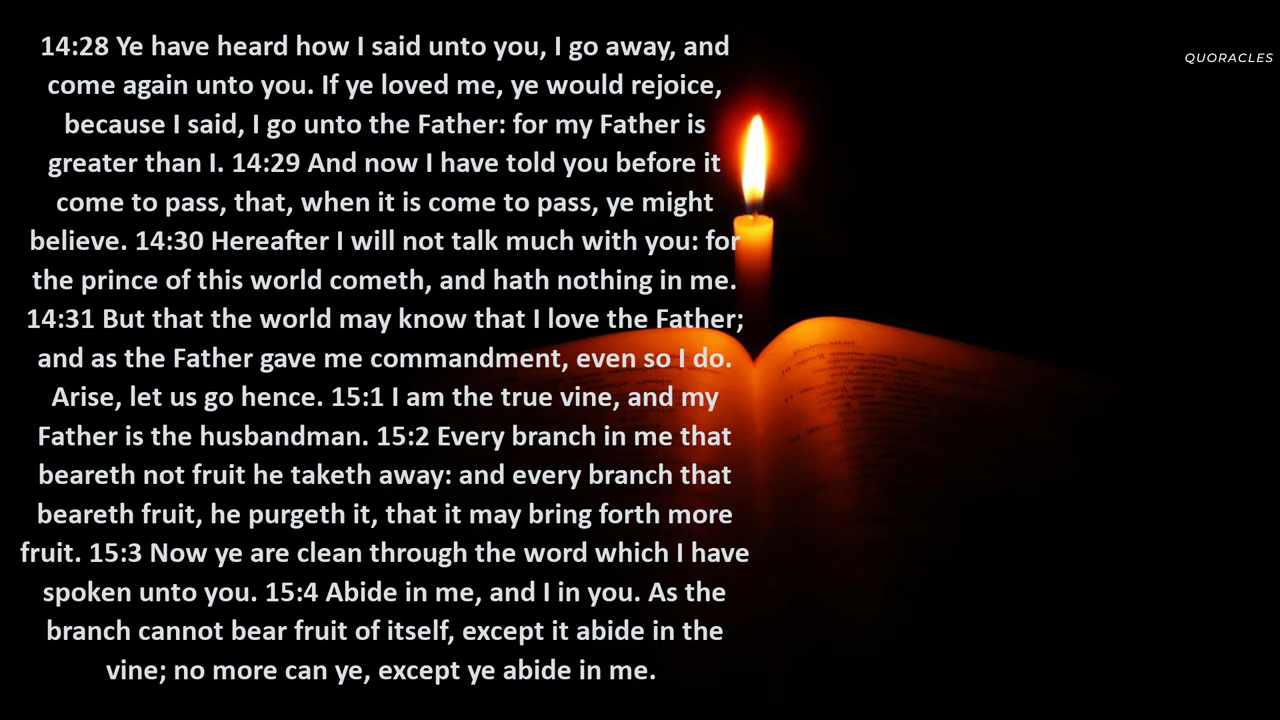 14:28 Ye have heard how I said unto you, I go away, and
come again unto you. If ye loved me, ye would rejoice,
because I said, I go unto the Father: for my Father is
greater than I. 14:29 And now I have told you before it
come to pass, that, when it is come to pass, ye might
believe. 14:30 Hereafter I will not talk much with you: for
the prince of this world cometh, and hath nothing in me.
14:31 But that the world may know that I love the Father;
and as the Father gave me commandment, even so I do.
Arise, let us go hence. 15:1 I am the true vine, and my
Father is the husbandman. 15:2 Every branch in me that
beareth not fruit he taketh away: and every branch that
beareth fruit, he purgeth it, that it may bring forth more
fruit. 15:3 Now ye are clean through the word which I have
spoken unto you. 15:4 Abide in me, and I in you. As the
branch cannot bear fruit of itself, except it abide in the
vine; no more can ye, except ye abide in me.
QUORACLES